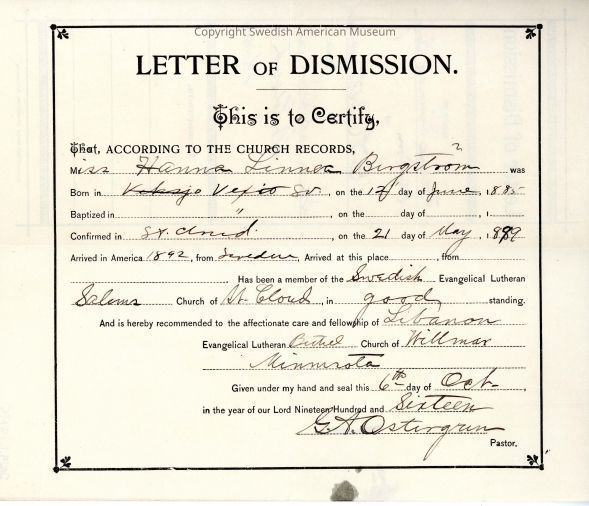 Copyright Swedish American Museum
LETTER OF DISMISSION.
This is to Certify,
That, ACCORDING TO THE CHURCH RECORDS,
Miss Hanna Linnea Bergström was
Born in Vexio Sv. on the 12 day of June, 1885
Baptized in " , on the day of , 1
Confirmed in St. Cloud. , on the 21 day of May, 1899
Arrived in America 1892, from Sweden, Arrived at this place , from
Has been a member of the Swedish Evangelical Lutheran
Salems Church of St. Cloud, in good standing.
And is hereby recommended to the affectionate care and fellowship of Libanon
Evangelical Lutheran Church of Willmar
Minnesota
Given under my hand and seal this 6th day of Oct.
in the year of our Lord Nineteen Hundred and Sixteen
G.A. Ostergren
Pastor.